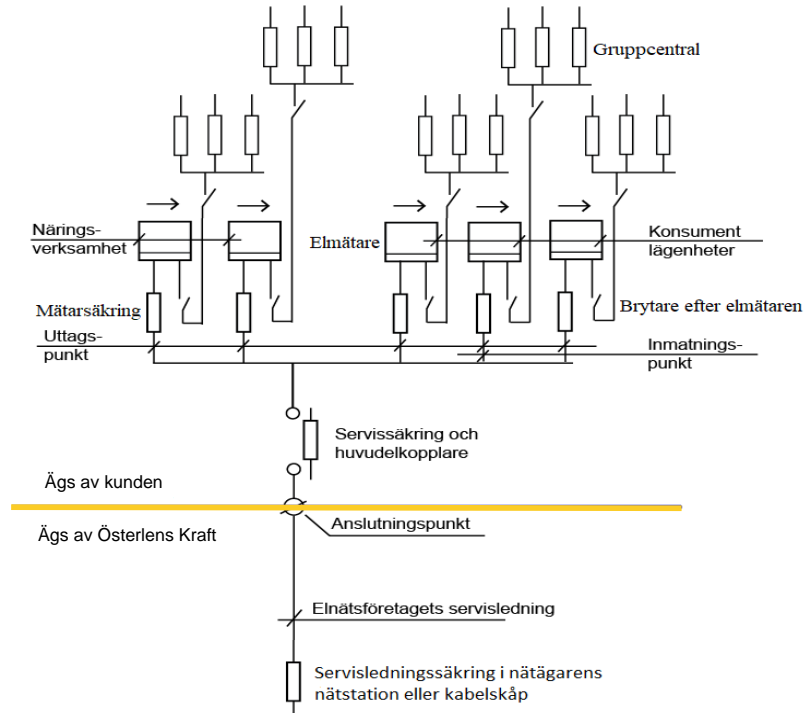 Gruppcentral
Närings-
verksamhet
Elmätare
Konsument
lägenheter
Mätarsäkring
Brytare efter elmätaren
Uttags-
punkt
Inmatnings-
punkt
Servissäkring och
huvudelkopplare
Ägs av kunden
Ägs av Österlens Kraft
Anslutningspunkt
Elnätsföretagets servisledning
Servisledningssäkring i nätägarens
nätstation eller kabelskåp